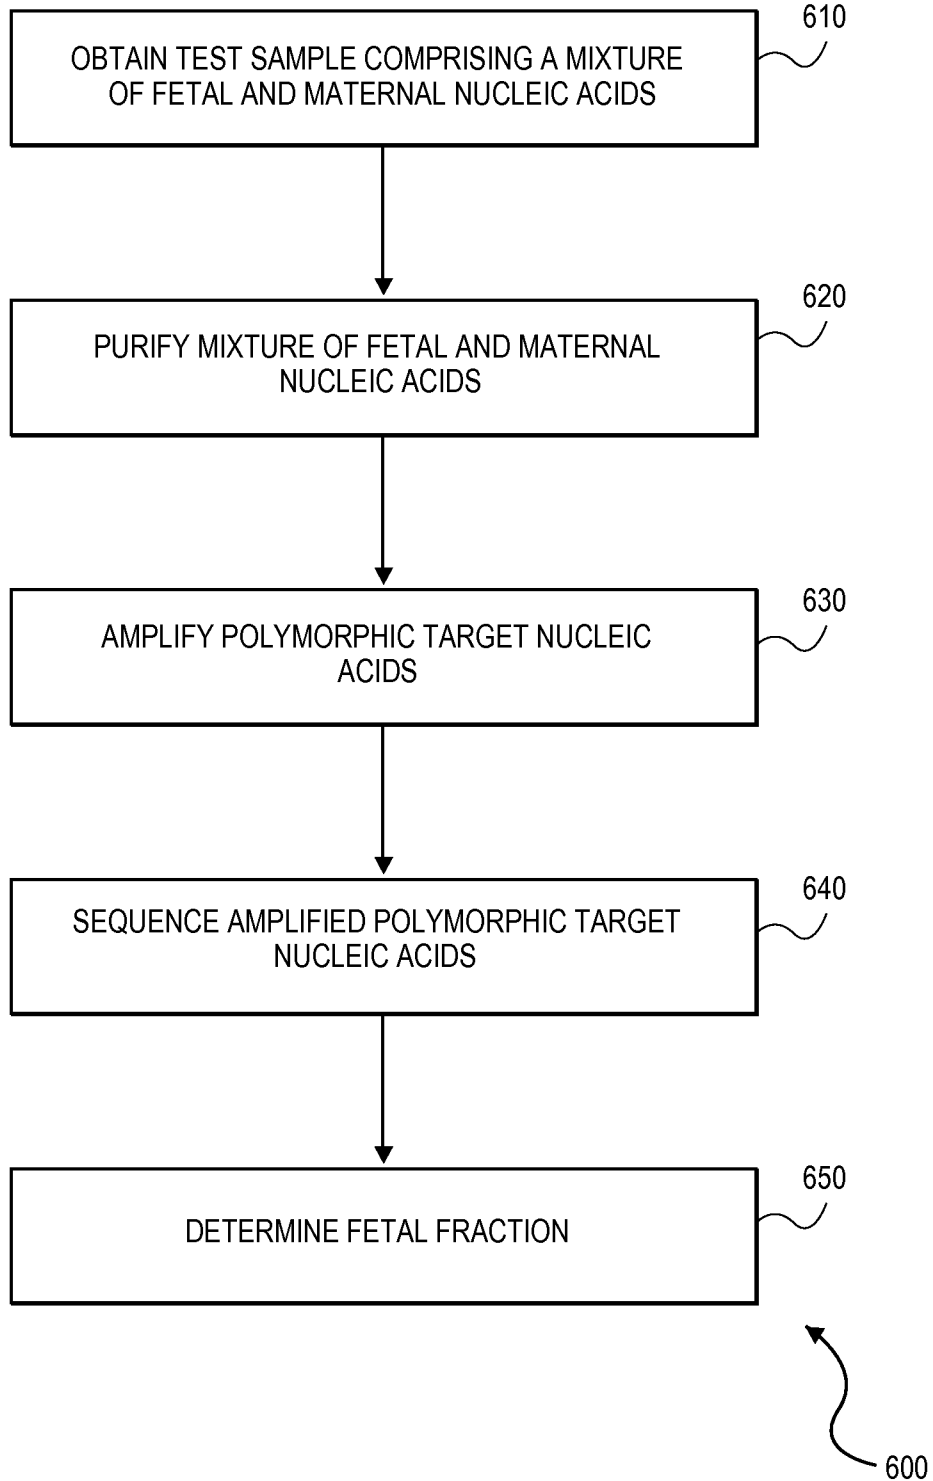 610
OBTAIN TEST SAMPLE COMPRISING A MIXTURE
OF FETAL AND MATERNAL NUCLEIC ACIDS
620
PURIFY MIXTURE OF FETAL AND MATERNAL
NUCLEIC ACIDS
630
AMPLIFY POLYMORPHIC TARGET NUCLEIC
ACIDS
640
SEQUENCE AMPLIFIED POLYMORPHIC TARGET
NUCLEIC ACIDS
650
DETERMINE FETAL FRACTION
600